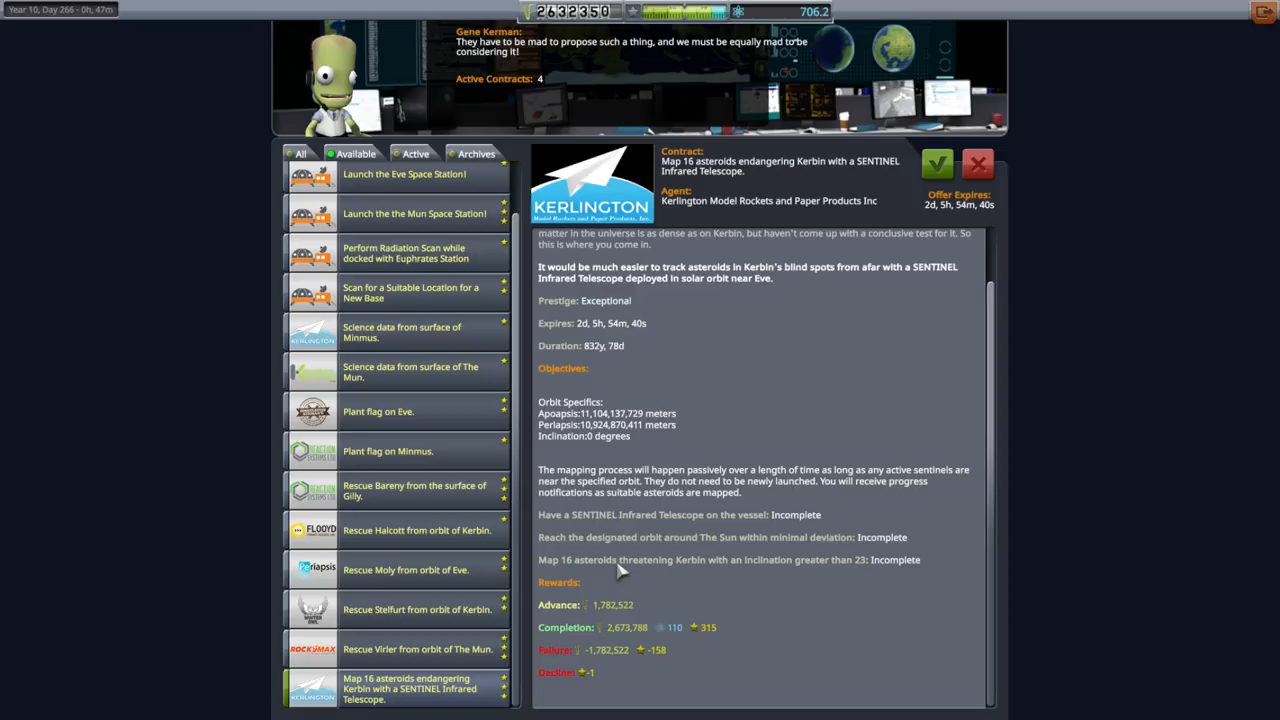 Year 10, Day 266 - 0h, 47m
2632350
706.2
Gene Kerman:
They have to be mad to propose such a thing, and we must be equally mad to be
considering it!
Active Contracts: 4
All
Available
Active
Archives
Launch the Eve Space Station!
Launch the the Mun Space Station!
Perform Radiation Scan while
docked with Euphrates Station
Scan for a Suitable Location for a
New Base
KERLINGTON
Science data from surface of
Minmus.
Science data from surface of The
Mun.
Plant flag on Eve.
REACTION
SYSTEMS LTD
Plant flag on Minmus.
REACTION
SYSTEMS LTD
Rescue Bareny from the surface of
Gilly.
FLOOYD
Rescue Halcott from orbit of Kerbin.
Periapsis
Rescue Moly from orbit of Eve.
WINTER
OWL
Rescue Stelfurt from orbit of Kerbin.
ROCKOMAX
Rescue Virler from orbit of The Mun.
KERLINGTON
Map 16 asteroids endangering
Kerbin with a SENTINEL Infrared
Telescope.
KERLINGTON
Model Rockets and Paper Products, Inc.
Contract:
Map 16 asteroids endangering Kerbin with a SENTINEL
Infrared Telescope.
Agent:
Kerlington Model Rockets and Paper Products Inc
Offer Expires:
2d, 5h, 54m, 40s
matter in the universe is as dense as on Kerbin, but haven't come up with a conclusive test for it. So
this is where you come in.
It would be much easier to track asteroids in Kerbin's blind spots from afar with a SENTINEL
Infrared Telescope deployed in solar orbit near Eve.
Prestige: Exceptional
Expires: 2d, 5h, 54m, 40s
Duration: 832y, 78d
Objectives:
Orbit Specifics:
Apoapsis:11,104,137,729 meters
Periapsis:10,924,870,411 meters
Inclination:0 degrees
The mapping process will happen passively over a length of time as long as any active sentinels are
near the specified orbit. They do not need to be newly launched. You will receive progress
notifications as suitable asteroids are mapped.
Have a SENTINEL Infrared Telescope on the vessel: Incomplete
Reach the designated orbit around The Sun within minimal deviation: Incomplete
Map 16 asteroids threatening Kerbin with an inclination greater than 23: Incomplete
Rewards:
Advance: 1,782,522
Completion: 2,673,788 110 315
Failure: -1,782,522 -158
Decline: -1